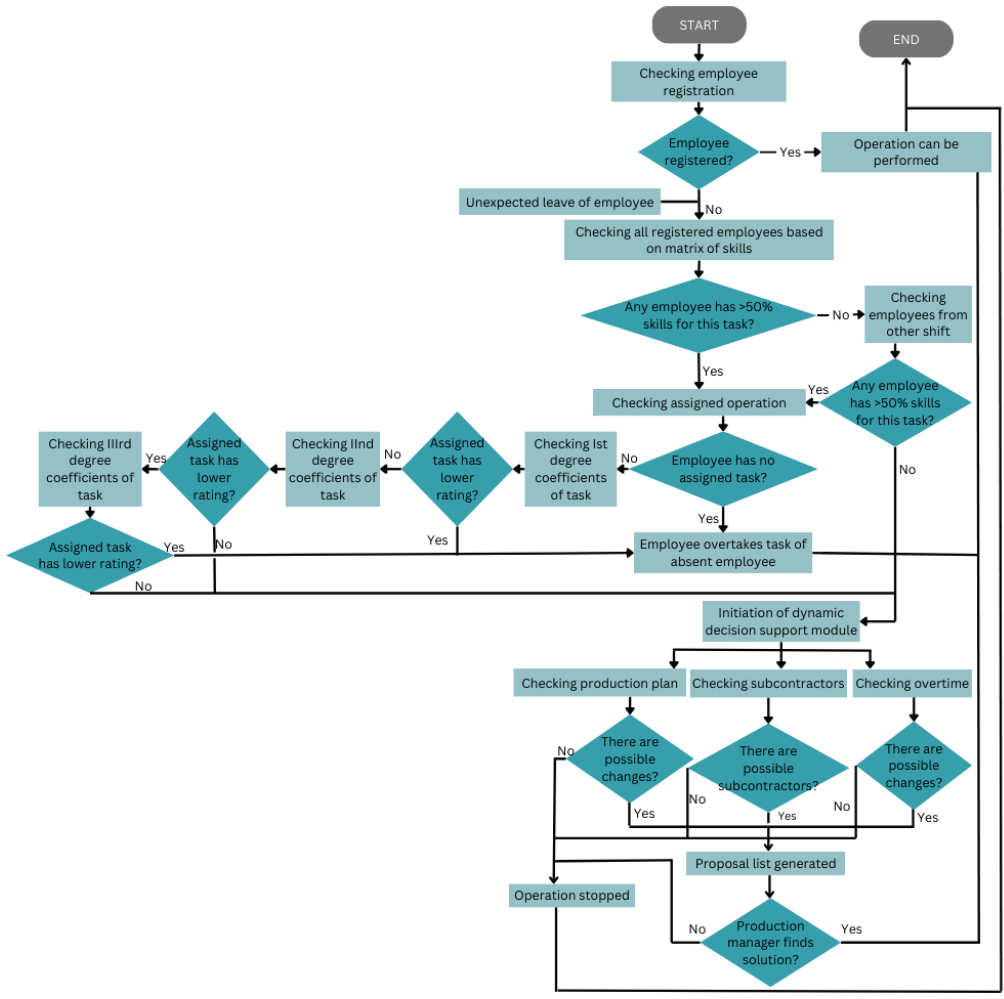 START
END
Checking employee
registration
Employee
registered?
Yes
Operation can be
performed
Unexpected leave of employee
No
Checking all registered employees based
on matrix of skills
Any employee has >50%
skills for this task?
No
Checking
employees from
other shift
Yes
Yes
Any employee
has >50% skills
for this task?
Checking assigned operation
No
Checking IIIrd
degree
coefficients of
task
Yes
Assigned
task has
lower
rating?
Checking IInd
degree
coefficients of
task
No
Assigned
task has
lower
rating?
Checking Ist
degree
coefficients
of task
No
Employee has no
assigned task?
Yes
Assigned task
has lower rating?
Yes
No
Yes
Employee overtakes task of
absent employee
No
Initiation of dynamic
decision support module
Checking production plan
Checking subcontractors
Checking overtime
No
There are
possible
changes?
There are
possible
subcontractors?
There are
possible
changes?
No
No
Yes
Yes
Yes
Proposal list generated
Operation stopped
No
Production
manager finds
solution?
Yes